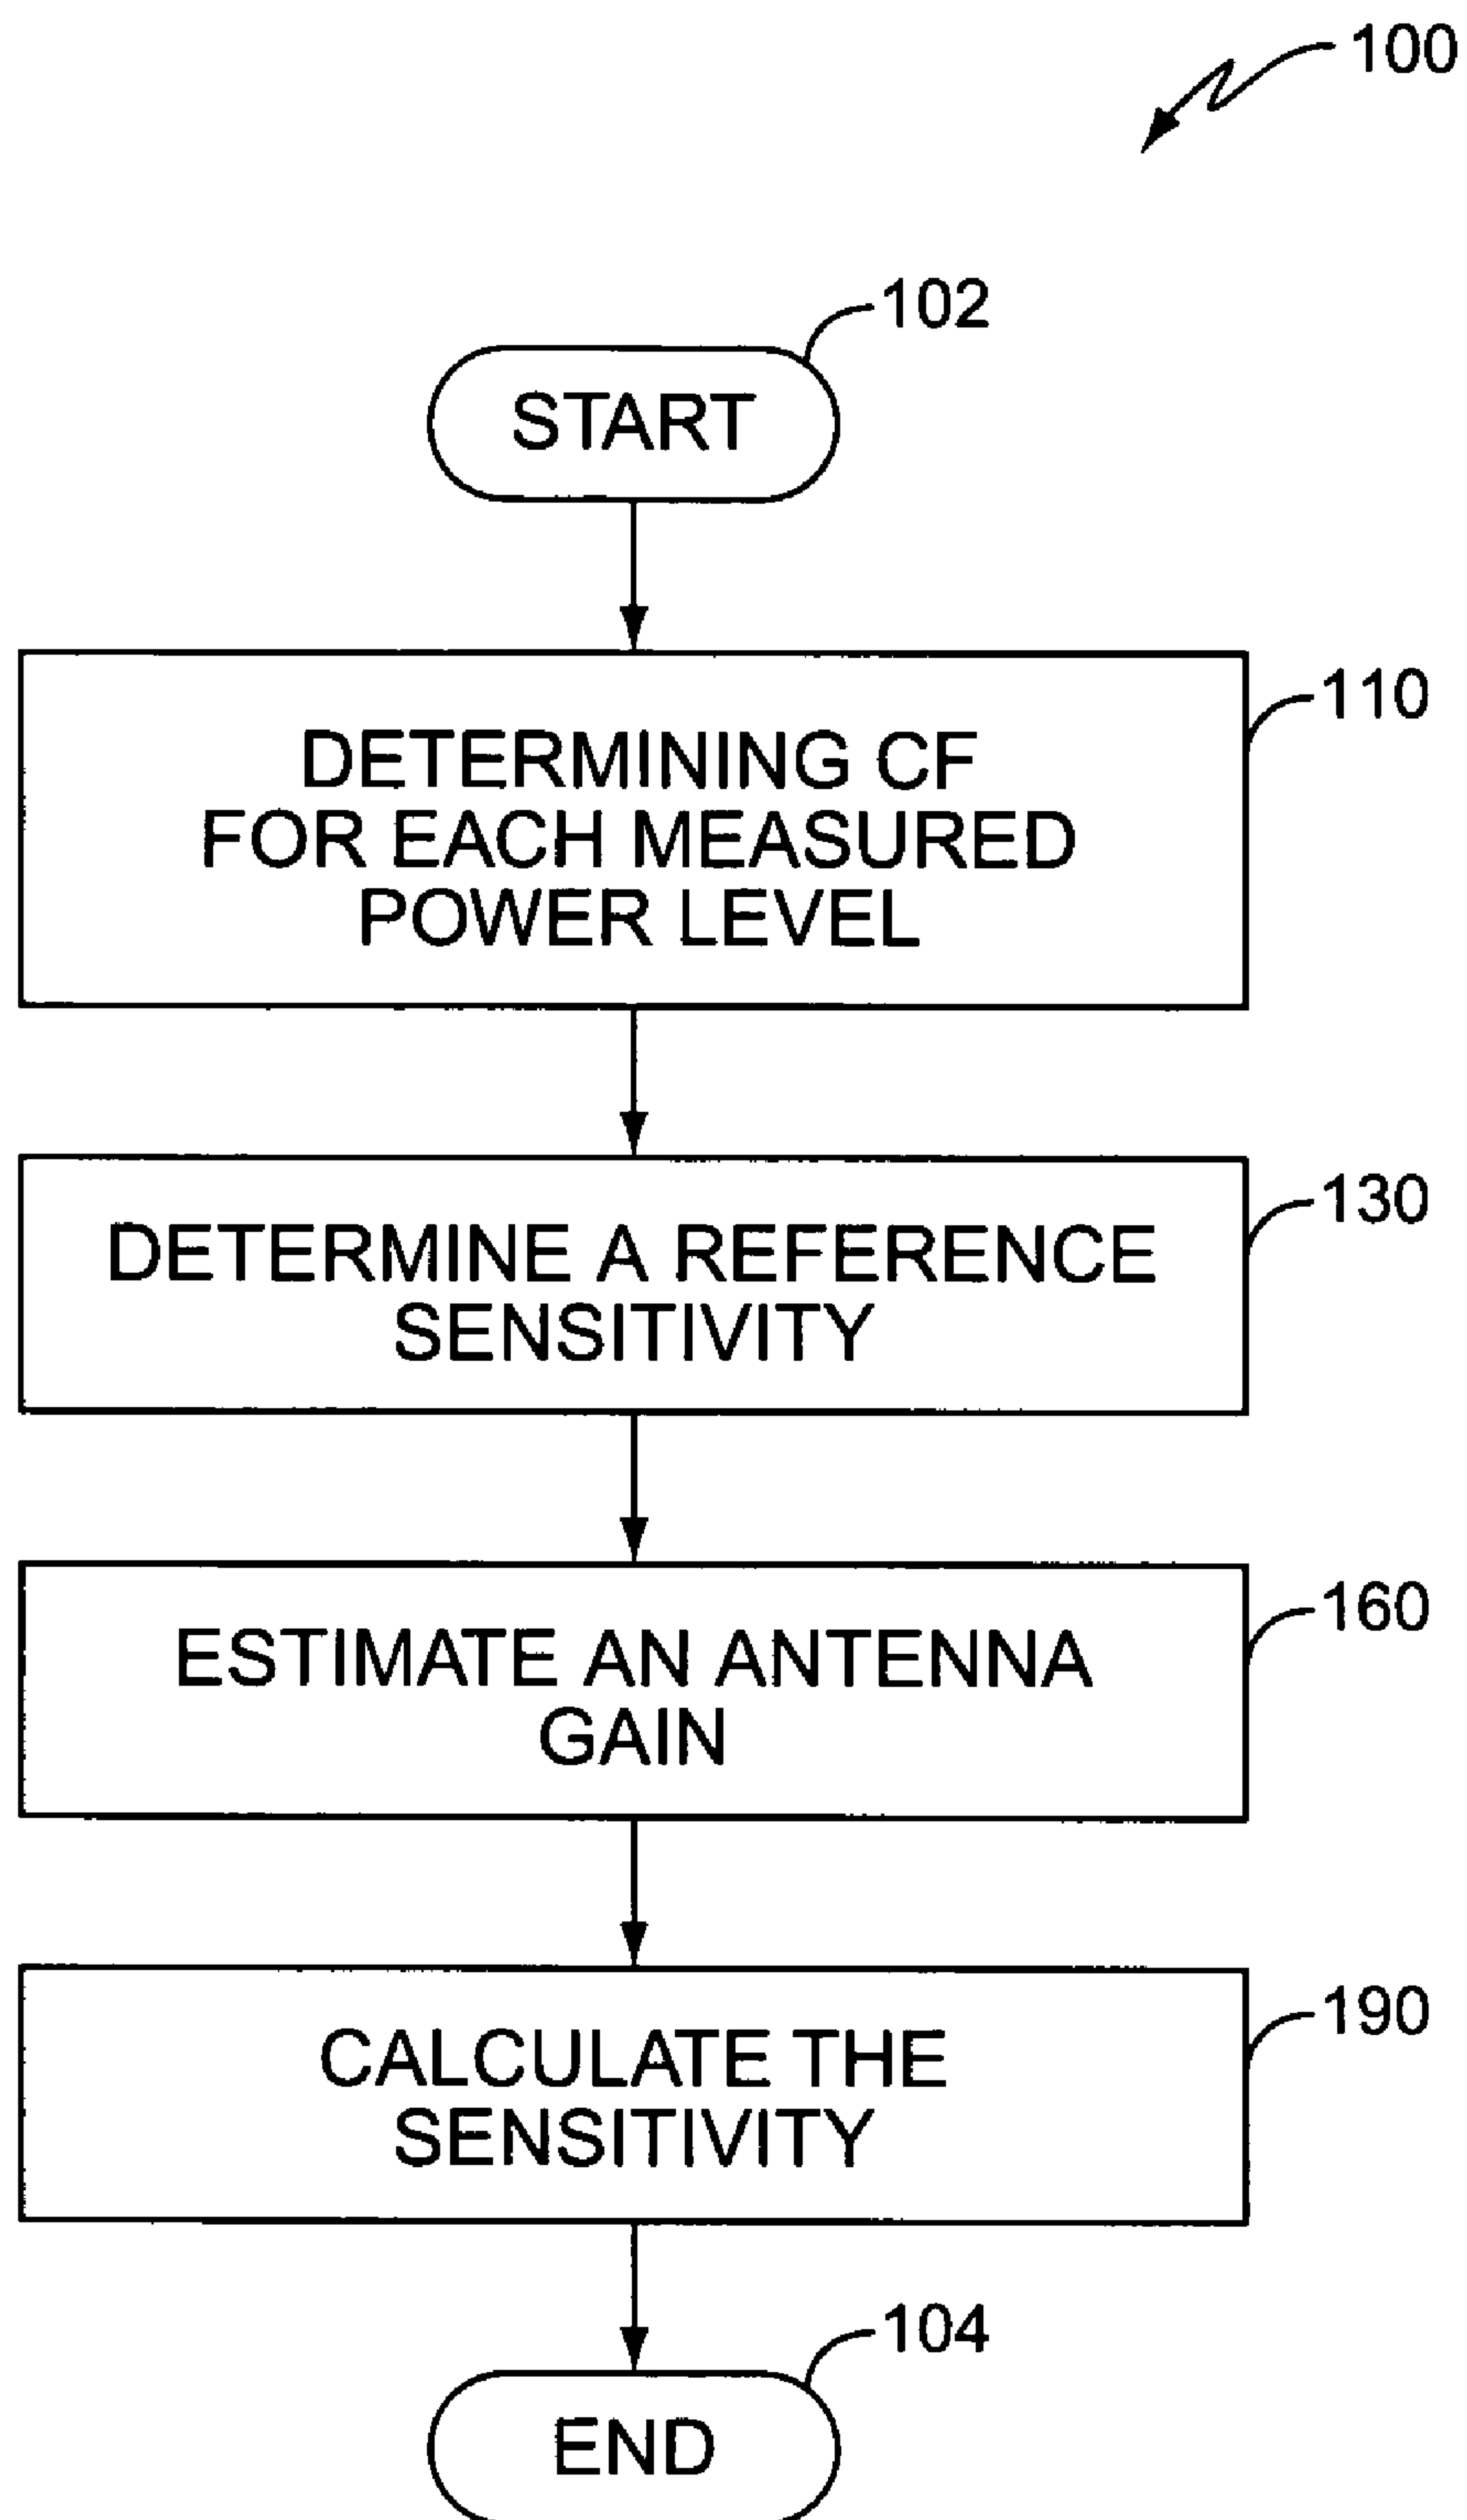 100
102
START
110
DETERMINING CF
FOR EACH MEASURED
POWER LEVEL
130
DETERMINE A REFERENCE
SENSITIVITY
160
ESTIMATE AN ANTENNA
GAIN
190
CALCULATE THE
SENSITIVITY
104
END